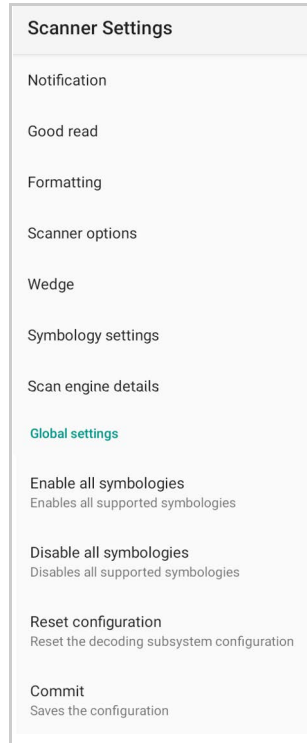 Scanner Settings
Notification
Good read
Formatting
Scanner options
Wedge
Symbology settings
Scan engine details
Global settings
Enable all symbologies
Enables all supported symbologies
Disable all symbologies
Disables all supported symbologies
Reset configuration
Reset the decoding subsystem configuration
Commit
Saves the configuration